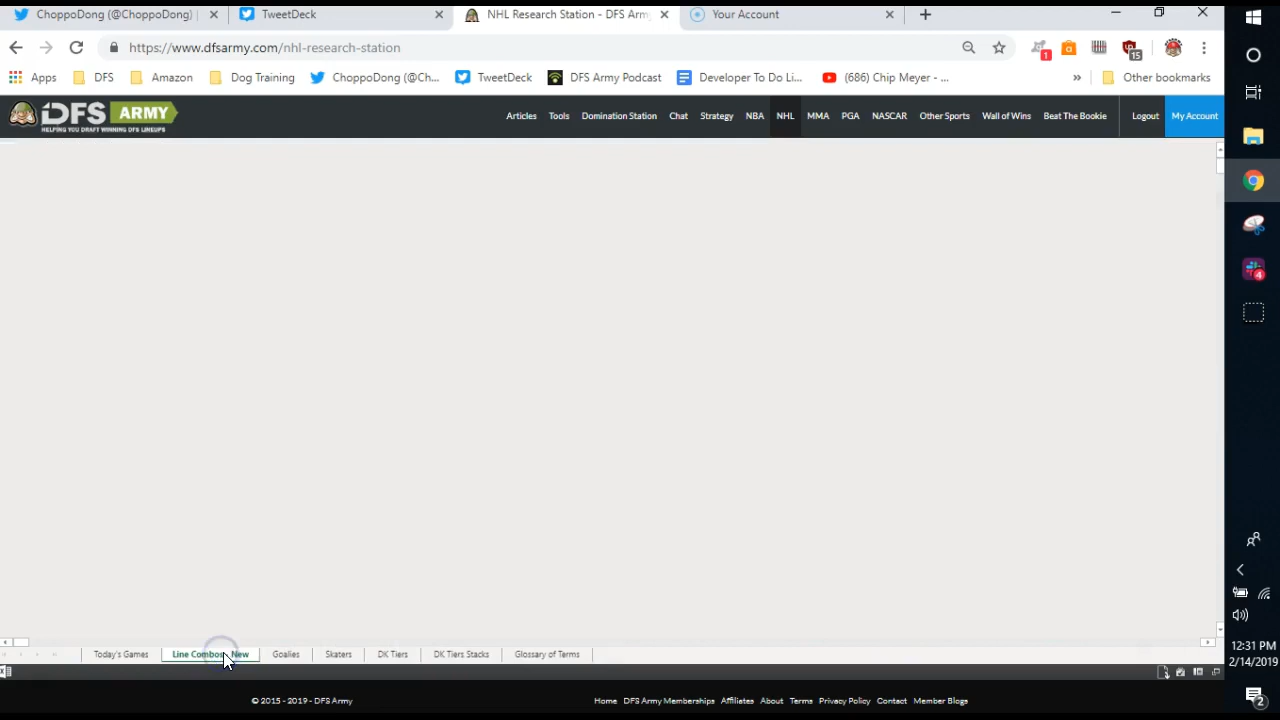 ChoppoDong (@ChoppoDong)
TweetDeck
NHL Research Station - DFS Arm
Your Account
https://www.dfsarmy.com/nhl-research-station
1
15
Apps
DFS
Amazon
Dog Training
ChoppoDong (@Ch...
TweetDeck
DFS Army Podcast
Developer To Do Li...
(686) Chip Meyer - ...
»
Other bookmarks
DFS ARMY
HELPING YOU DRAFT WINNING DFS LINEUPS
Articles
Tools
Domination Station
Chat
Strategy
NBA
NHL
MMA
PGA
NASCAR
Other Sports
Wall of Wins
Beat The Bookie
Logout
My Account
4
Today's Games
Line Combos New
Goalies
Skaters
DK Tiers
DK Tiers Stacks
Glossary of Terms
12:31 PM
2/14/2019
2
© 2015 - 2019 - DFS Army
Home
DFS Army Memberships
Affiliates
About
Terms
Privacy Policy
Contact
Member Blogs